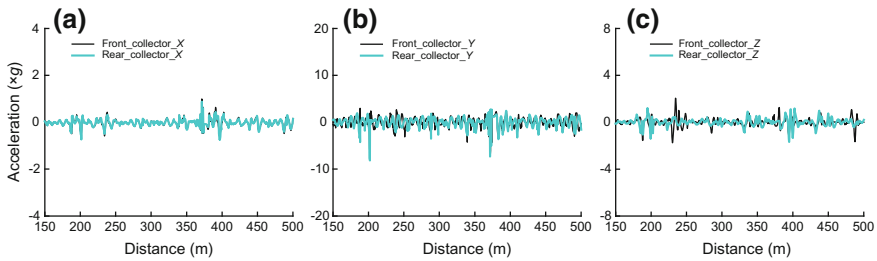 (a)
Front_collector_X
Rear_collector_X
Acceleration (×g)
4
2
0
-2
-4
150 200 250 300 350 400 450 500
Distance (m)
(b)
Front_collector_Y
Rear_collector_Y
20
10
0
-10
-20
150 200 250 300 350 400 450 500
Distance (m)
(c)
Front_collector_Z
Rear_collector_Z
8
4
0
-4
-8
150 200 250 300 350 400 450 500
Distance (m)